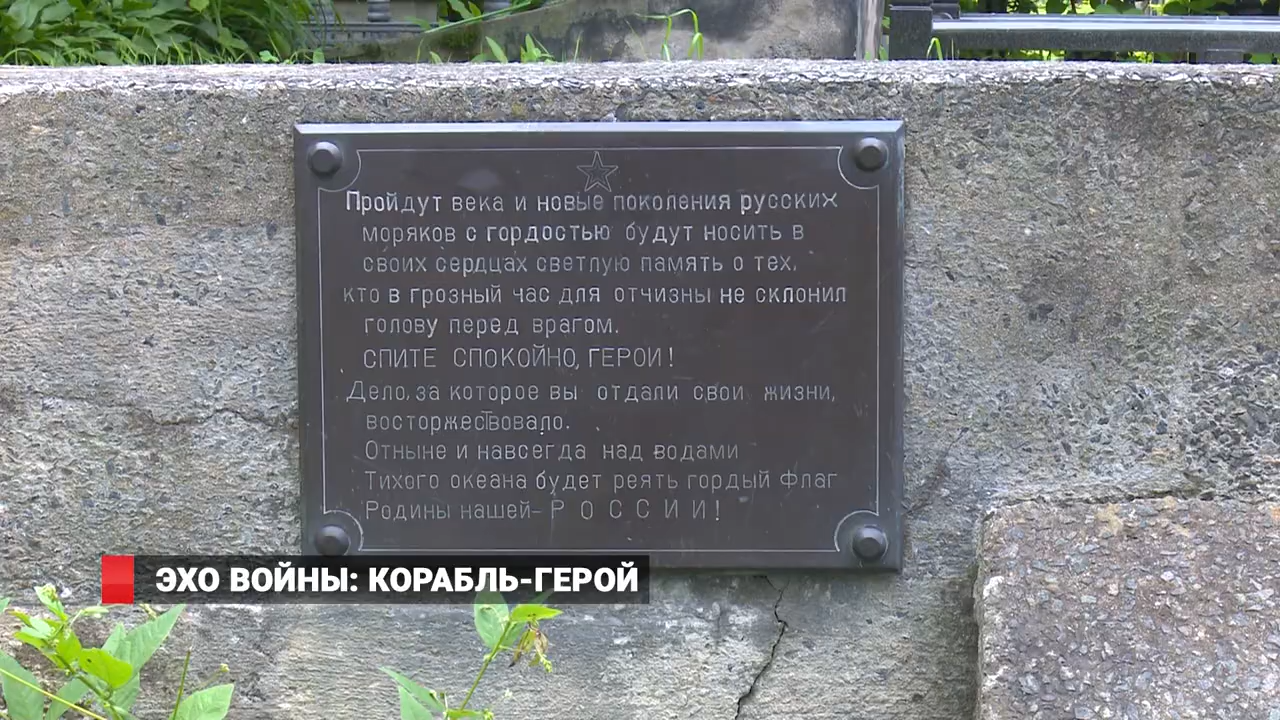 Пройдут века и новые поколения русских
моряков с гордостью будут носить в
своих сердцах светлую память о тех,
кто в грозный час для отчизны не склонил
голову перед врагом.
СПИТЕ СПОКОЙНО, ГЕРОИ!
Дело, за которое вы отдали свои жизни,
восторжествовало.
Отныне и навсегда над водами
Тихого океана будет реять гордый Флаг
Родины нашей – Р О С С И И !
ЭХО ВОЙНЫ: КОРАБЛЬ-ГЕРОЙ